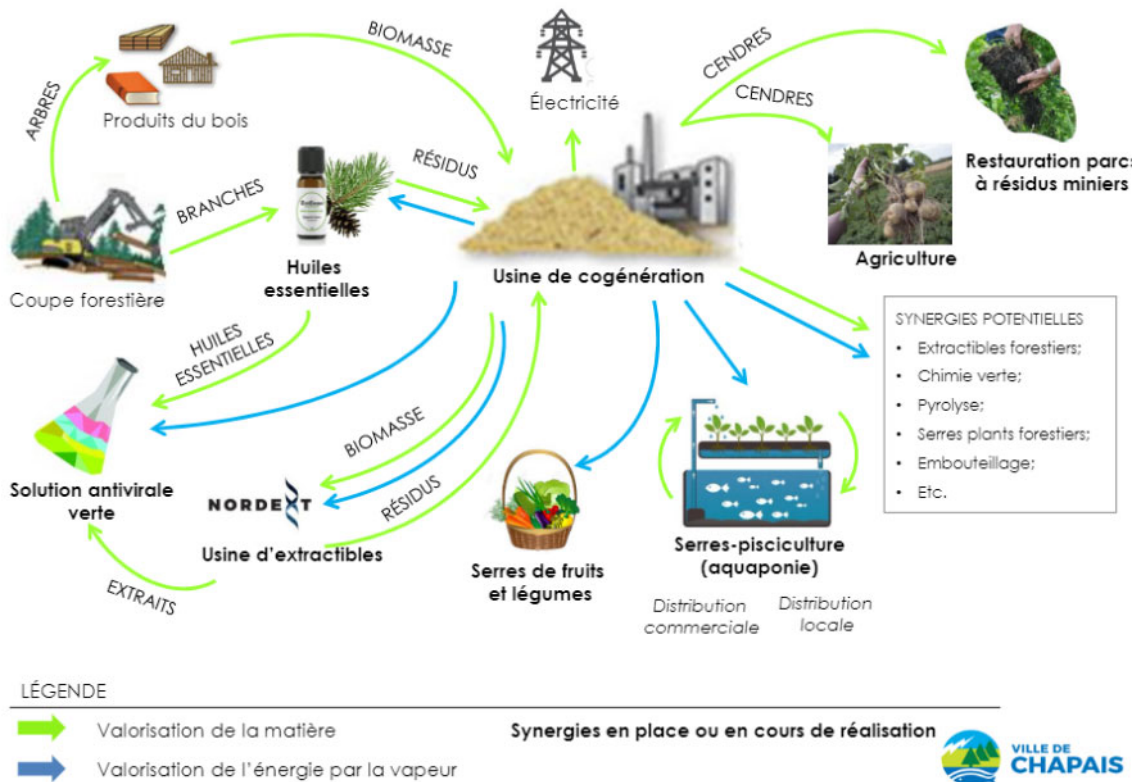 BIOMASSE
ARBRES
Produits du bois
Électricité
CENDRES
CENDRES
Restauration parcs
à résidus miniers
Agriculture
BRANCHES
RÉSIDUS
Coupe forestière
Huiles
essentielles
Usine de cogénération
HUILES
ESSENTIELLES
Solution antivirale
verte
BIOMASSE
NORDEXT
RÉSIDUS
Usine d'extractibles
EXTRAITS
Serres de fruits
et légumes
Serres-pisciculture
(aquaponie)
Distribution
commerciale
Distribution
locale
SYNERGIES POTENTIELLES
• Extractibles forestiers;
• Chimie verte;
• Pyrolyse;
• Serres plants forestiers;
• Embouteillage;
• Etc.
LÉGENDE
Valorisation de la matière
Synergies en place ou en cours de réalisation
Valorisation de l'énergie par la vapeur
VILLE DE
CHAPAIS